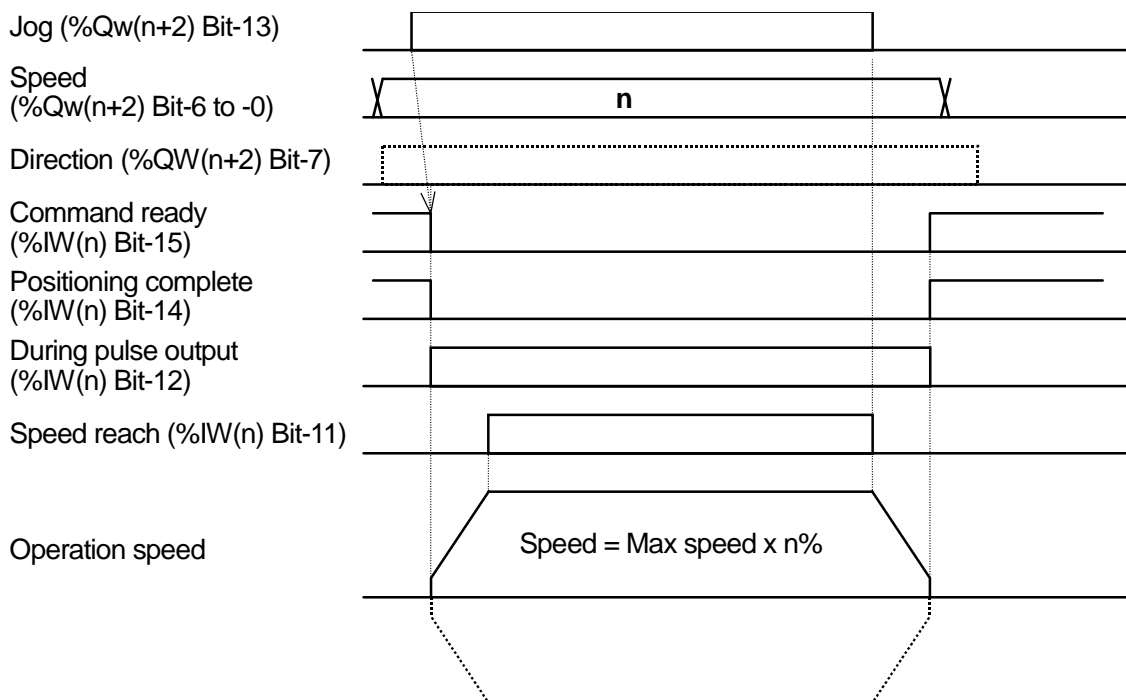 Jog (%Qw(n+2) Bit-13)
Speed
(%Qw(n+2) Bit-6 to -0)
n
Direction (%QW(n+2) Bit-7)
Command ready
(%IW(n) Bit-15)
Positioning complete
(%IW(n) Bit-14)
During pulse output
(%IW(n) Bit-12)
Speed reach (%IW(n) Bit-11)
Operation speed
Speed = Max speed x n%